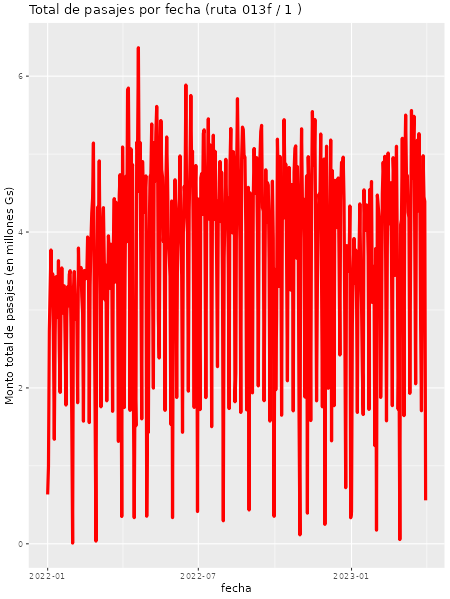 Total de pasajes por fecha (ruta 013f / 1 )
Monto total de pasajes (en millones Gs)
6
4
2
0
2022-01
2022-07
2023-01
fecha